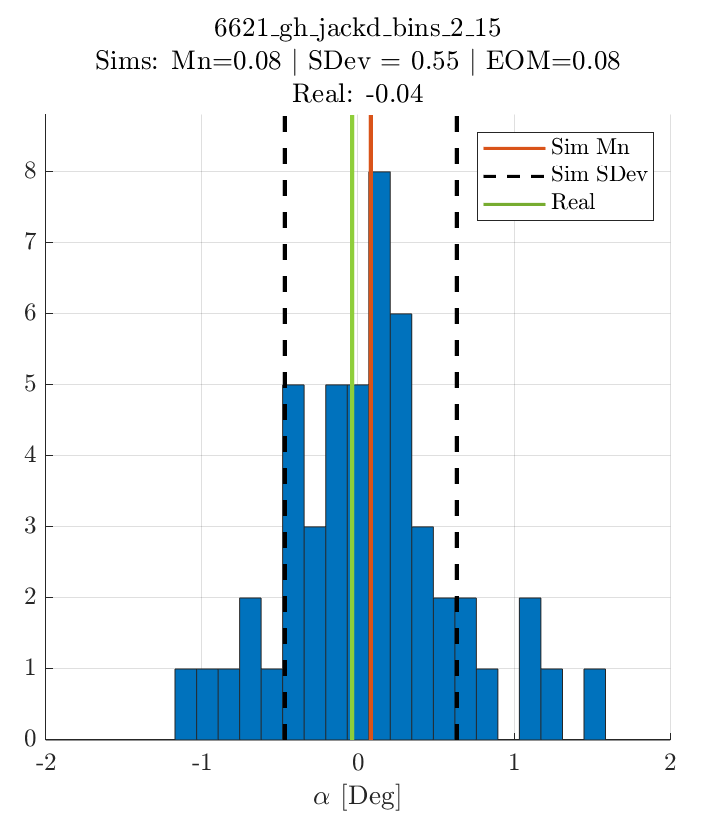 6621_gh_jackd_bins_2_15
Sims: Mn=0.08 | SDev = 0.55 | EOM=0.08
Real: -0.04
Sim Mn
Sim SDev
Real
8
7
6
5
4
3
2
1
0
-2 -1 0 1 2
α [Deg]